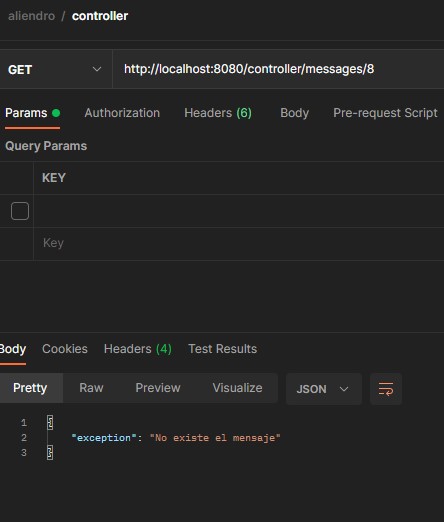 aliendro / controller
GET http://localhost:8080/controller/messages/8
Params Authorization Headers (6) Body Pre-request Script
Query Params
KEY
Key
Body Cookies Headers (4) Test Results
Pretty Raw Preview Visualize JSON
1 {
2 "exception": "No existe el mensaje"
3 }